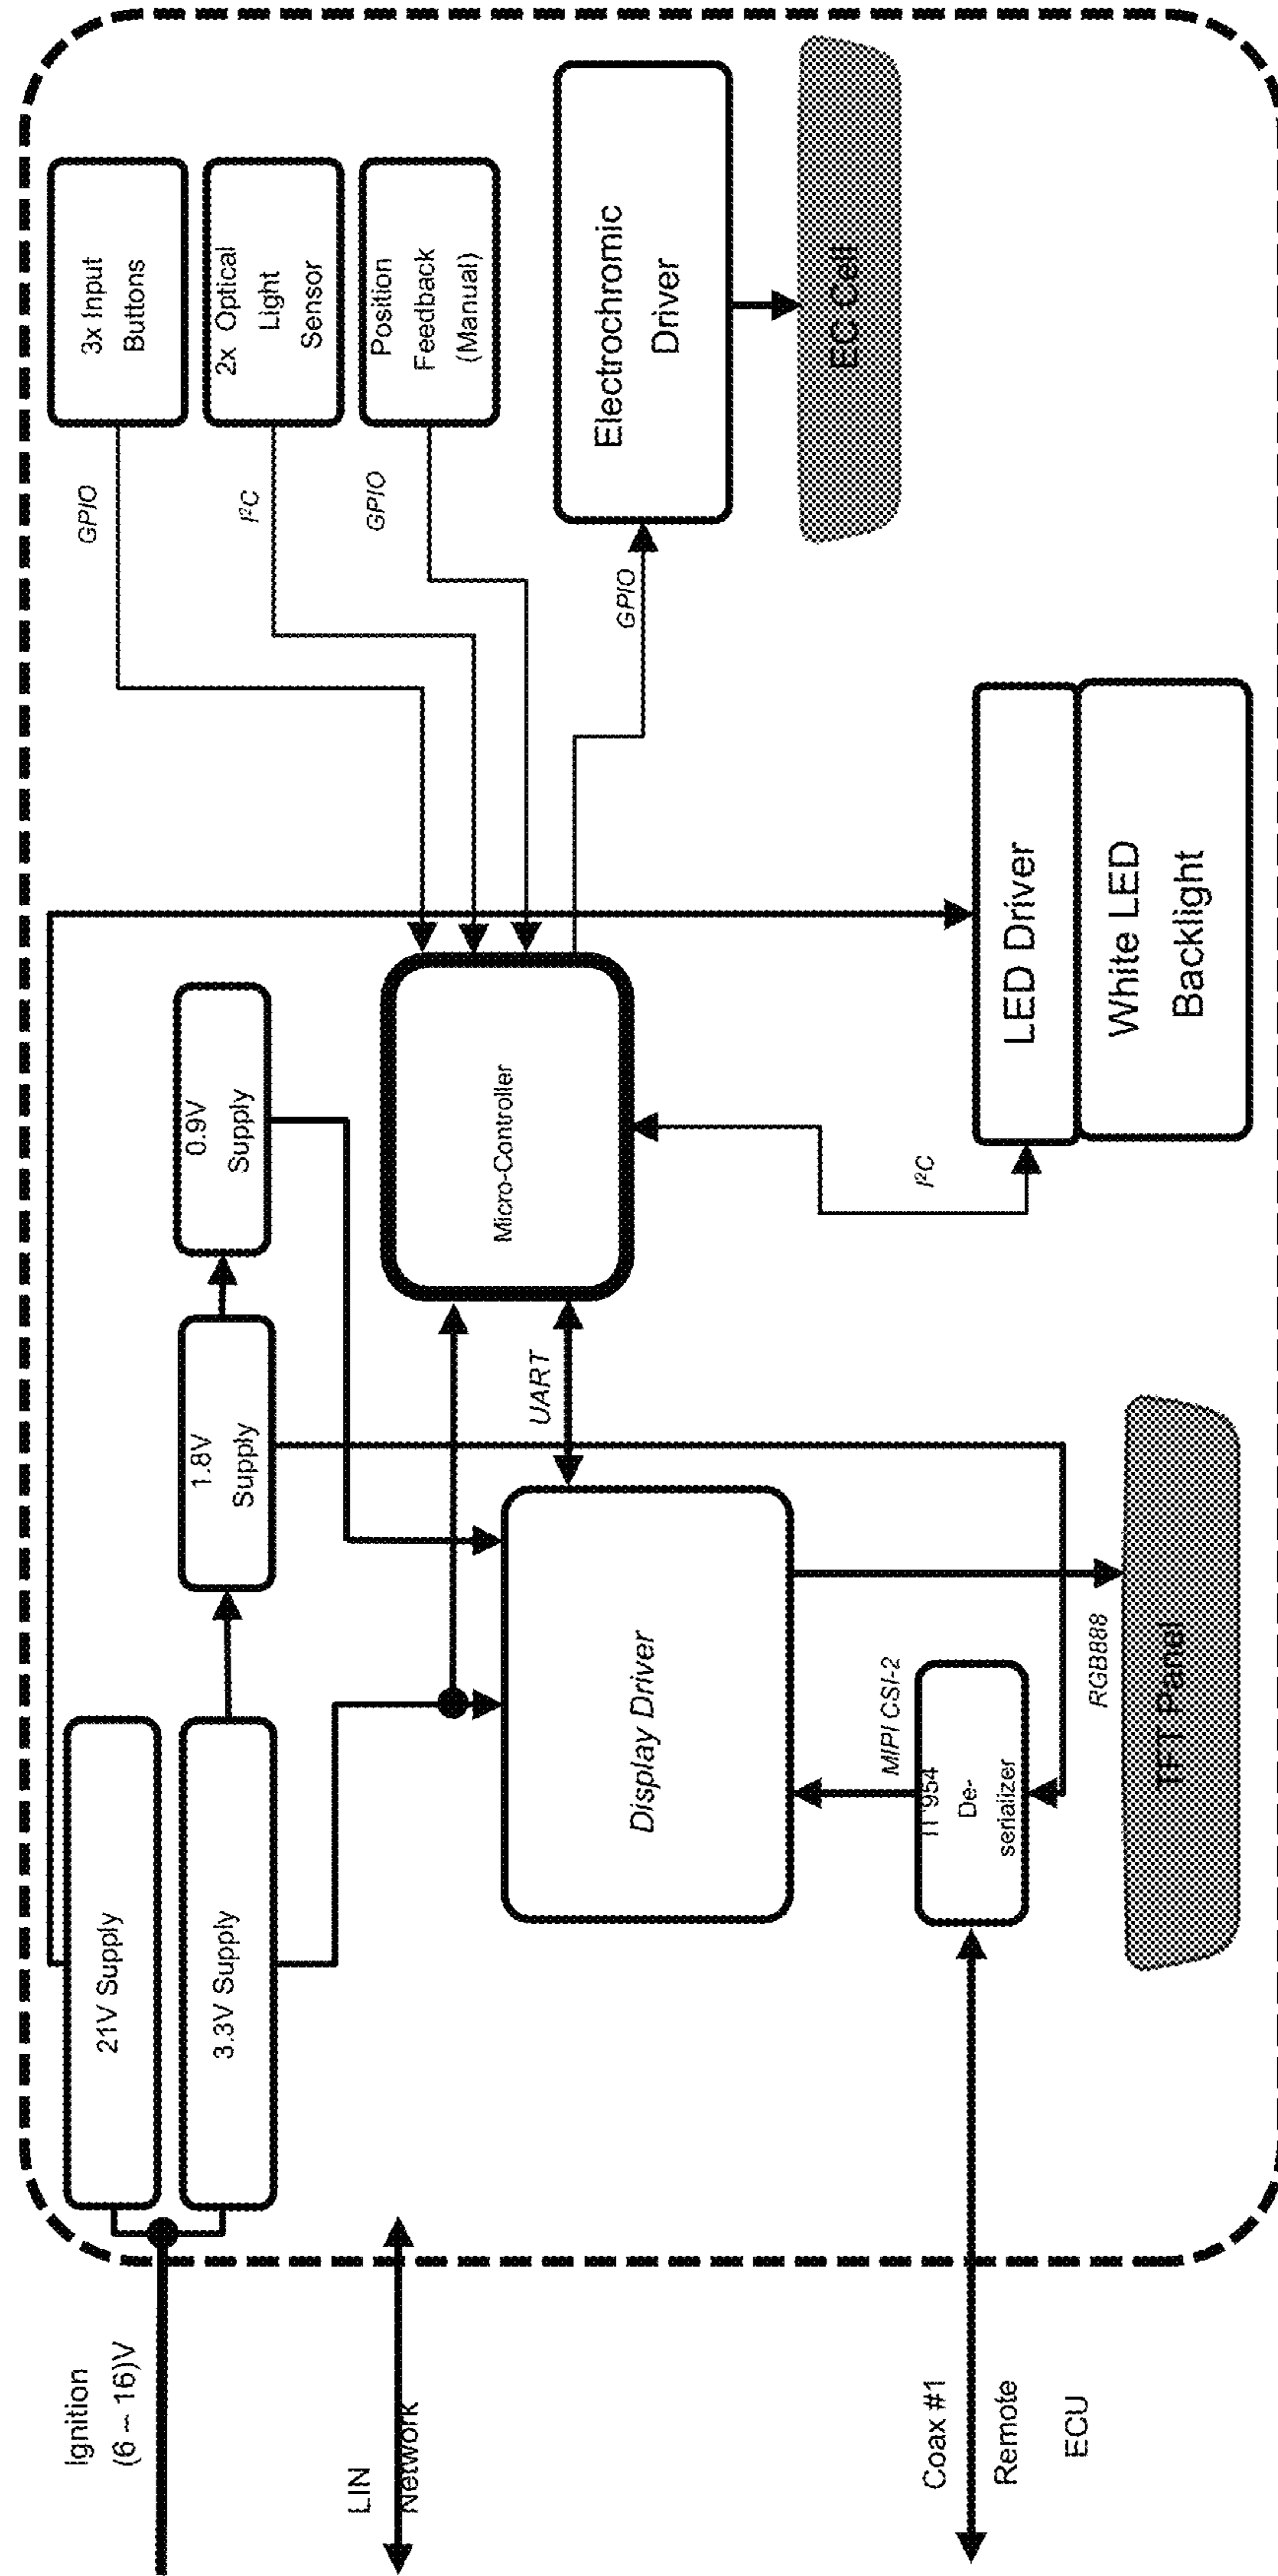 Ignition
(6 – 16)V
LIN
Network
Coax #1
Remote
ECU
21V Supply
3.3V Supply
1.8V
Supply
0.9V
Supply
Display Driver
UART
Micro-Controller
MIPI CSI-2
954
De-
serializer
RGB888
TFT Panel
I²C
LED Driver
White LED
Backlight
GPIO
I²C
GPIO
GPIO
3x Input
Buttons
2x Optical
Light
Sensor
Position
Feedback
(Manual)
Electrochromic
Driver
EC Cell